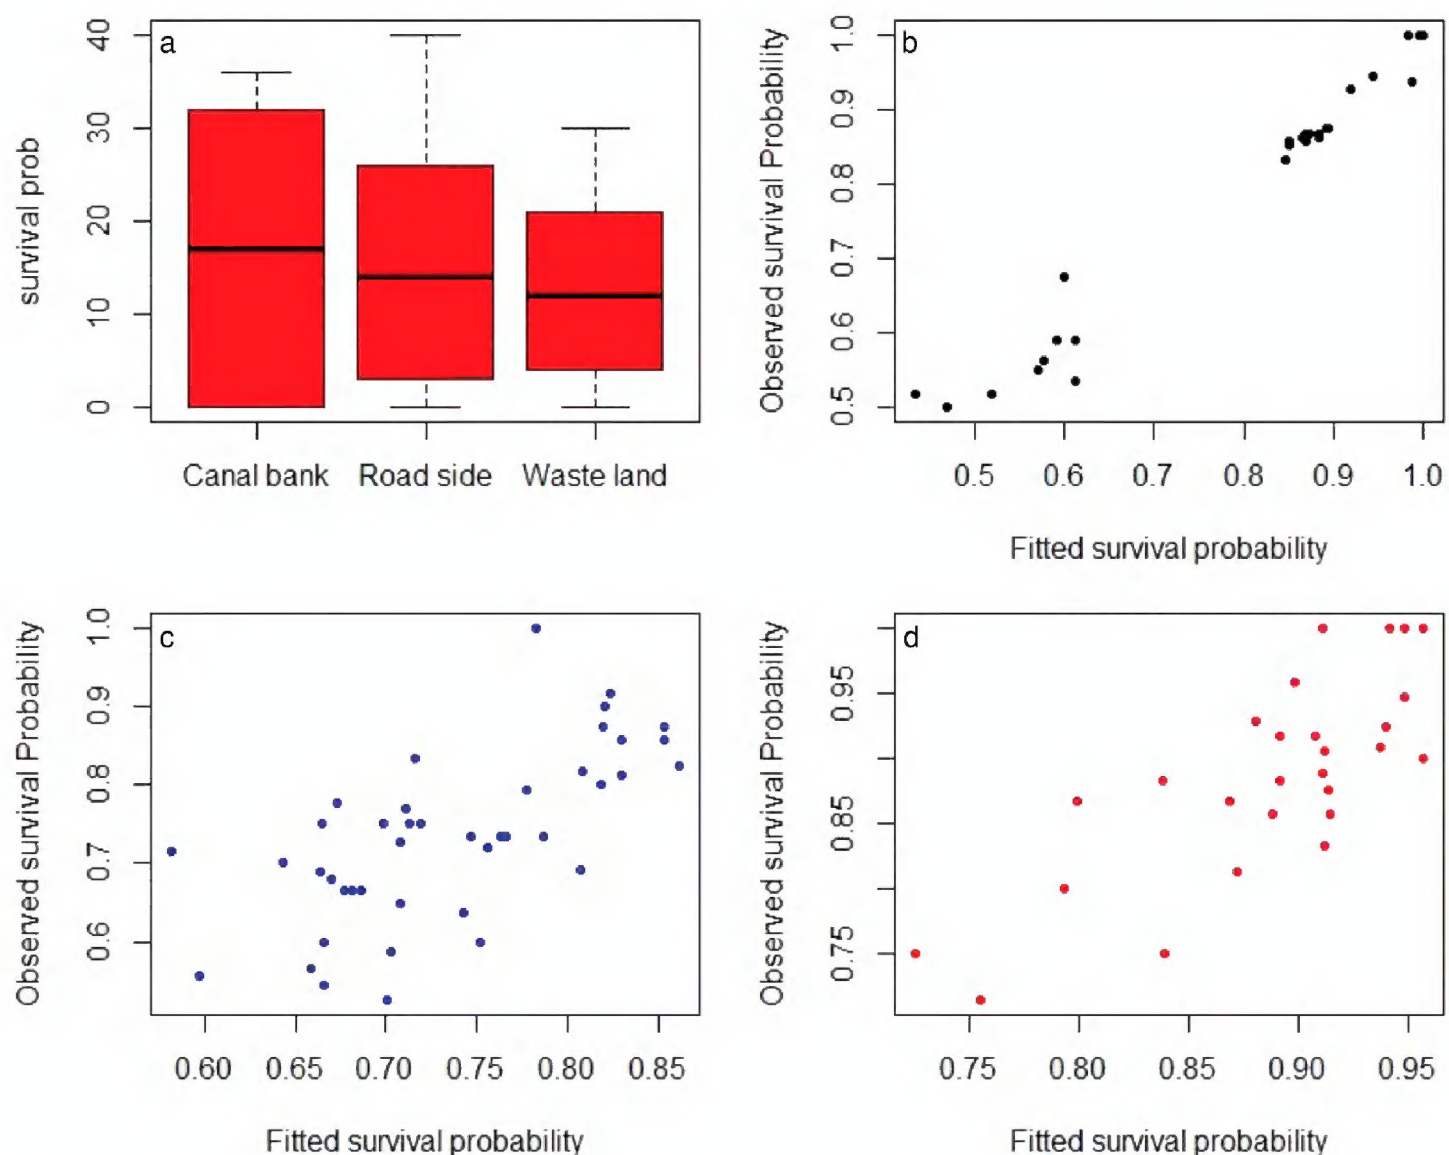 a
survival prob
40
30
20
10
0
Canal bank Road side Waste land
b
Observed survival Probability
1.0
0.9
0.8
0.7
0.6
0.5
0.5 0.6 0.7 0.8 0.9 1.0
Fitted survival probability
c
Observed survival Probability
1.0
0.9
0.8
0.7
0.6
0.60 0.65 0.70 0.75 0.80 0.85
Fitted survival probability
d
Observed survival Probability
0.95
0.85
0.75
0.75 0.80 0.85 0.90 0.95
Fitted survival probability